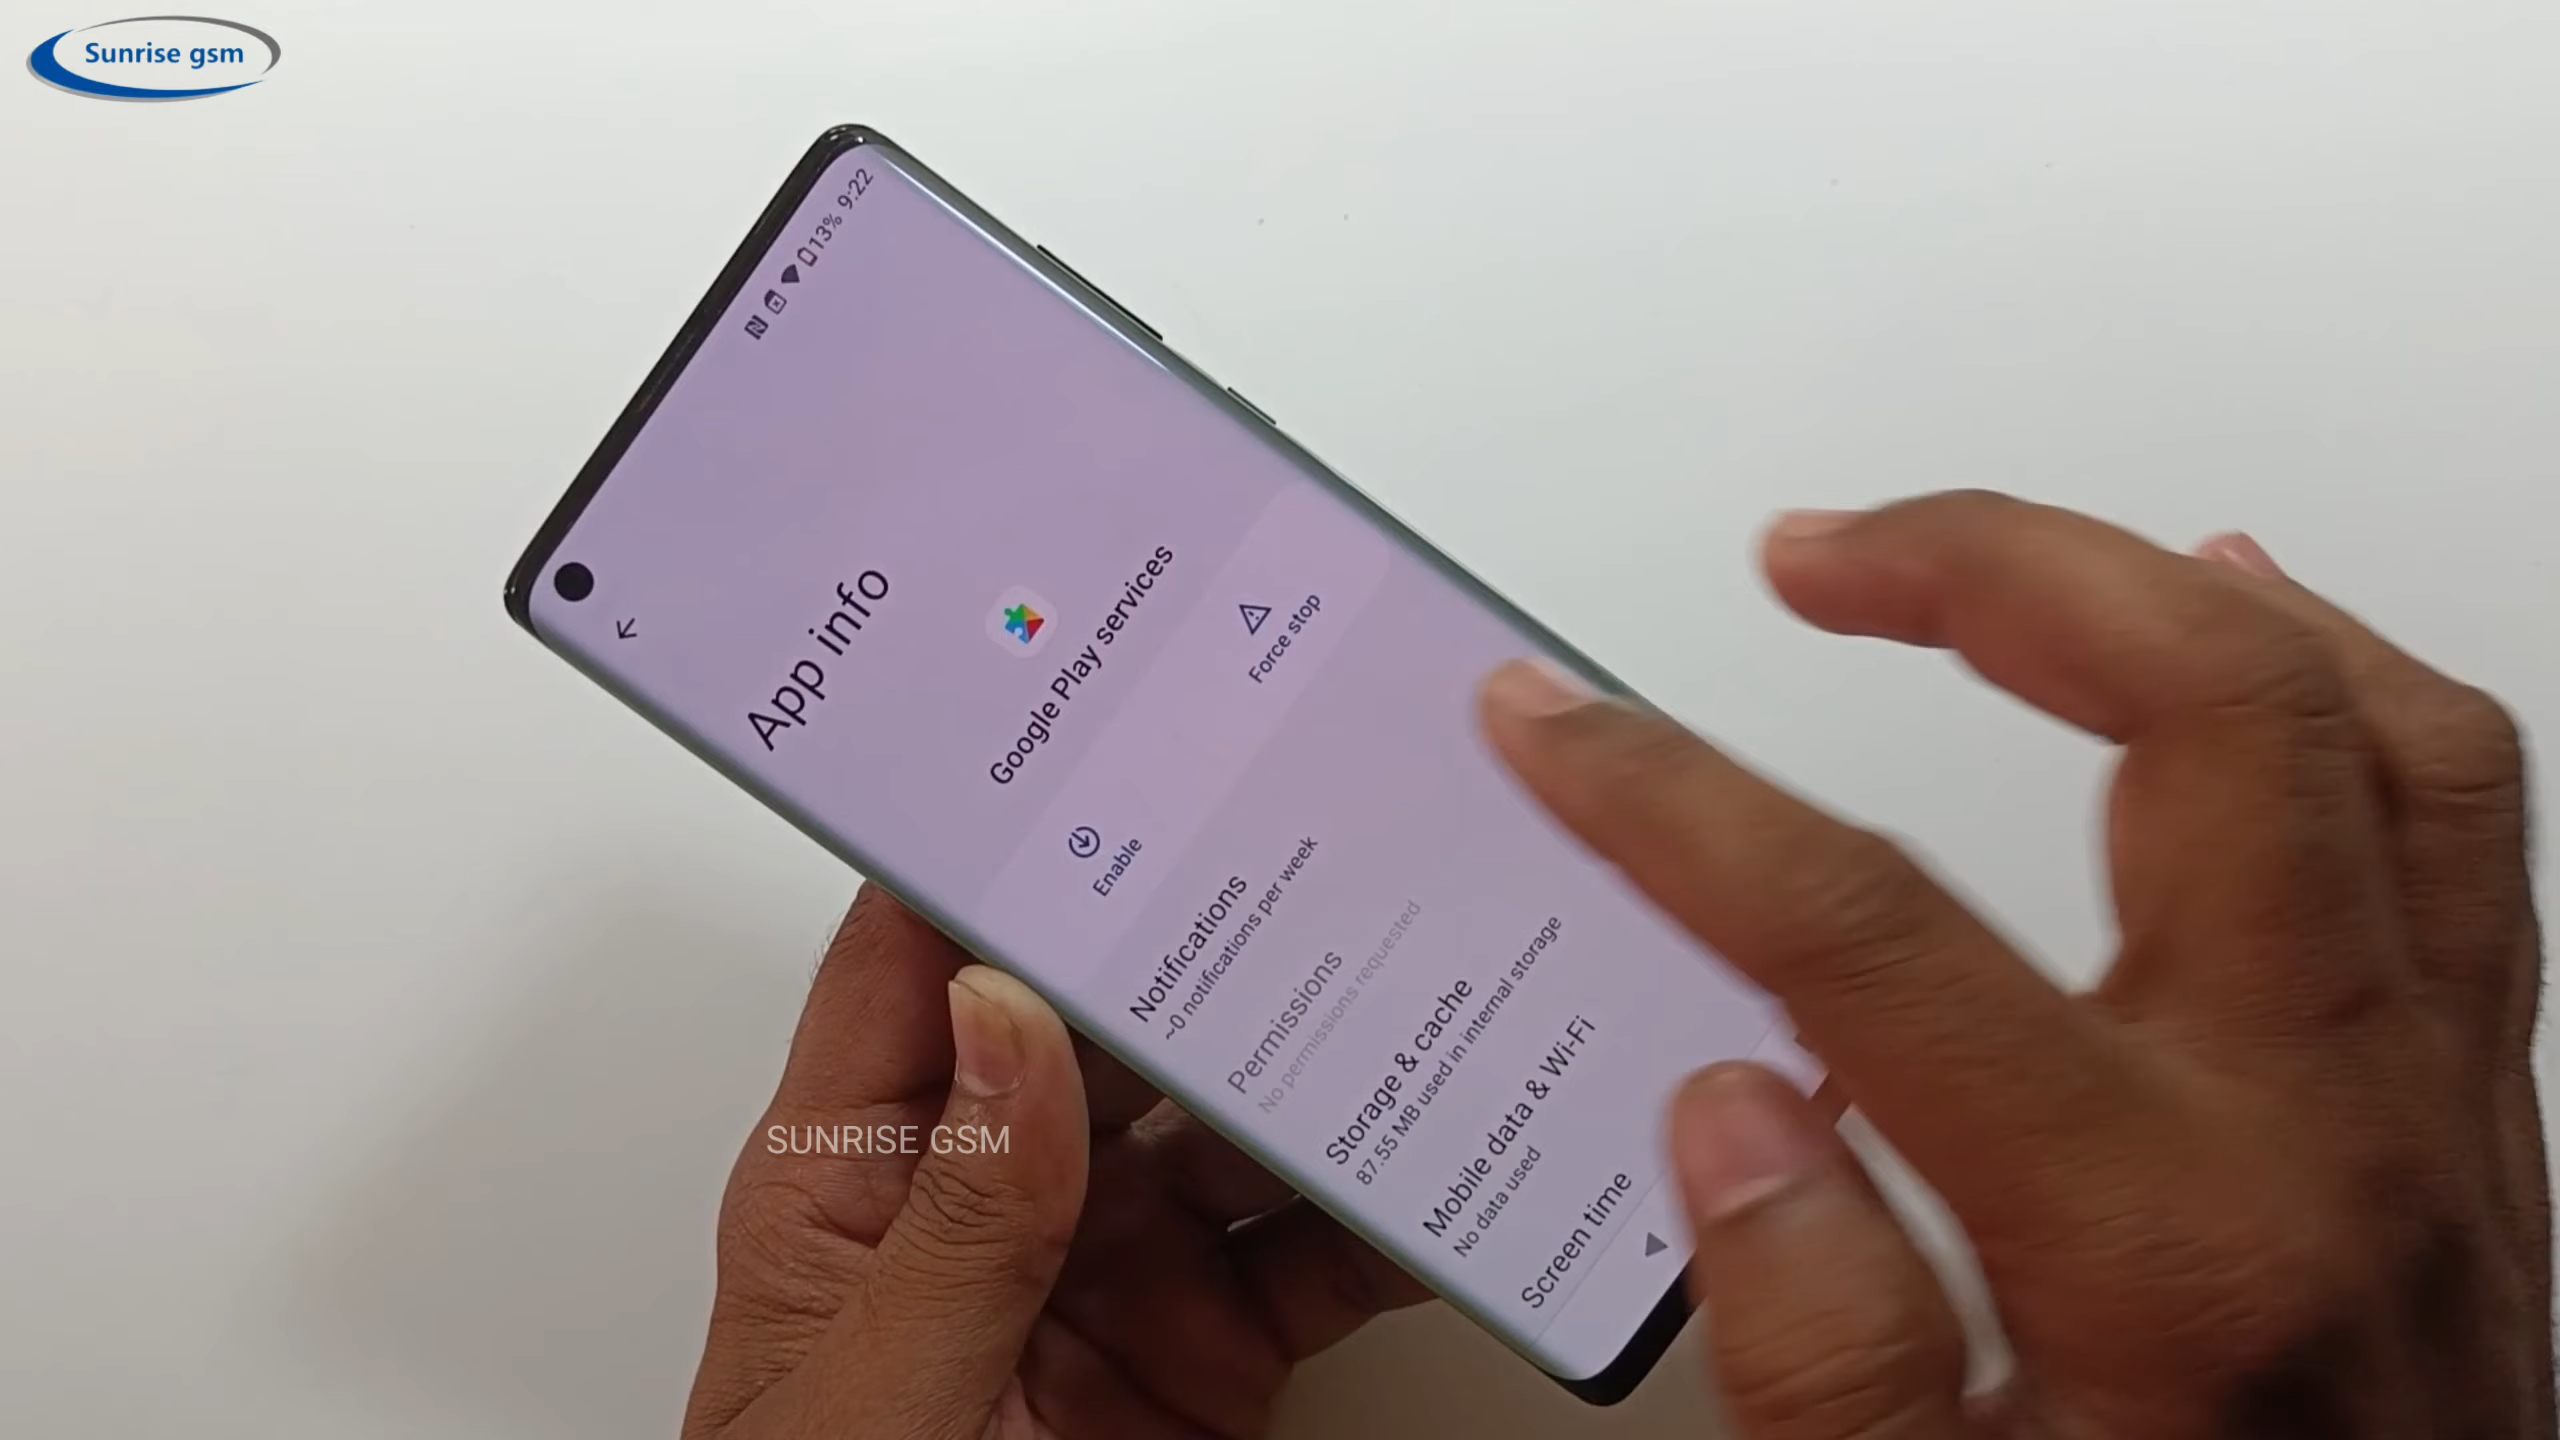 Sunrise gsm
13% 9:22
App info
Google Play services
Enable
Force stop
Notifications
~0 notifications per week
Permissions
No permissions requested
Storage & cache
87.55 MB used in internal storage
Mobile data & Wi-Fi
No data used
Screen time
SUNRISE GSM